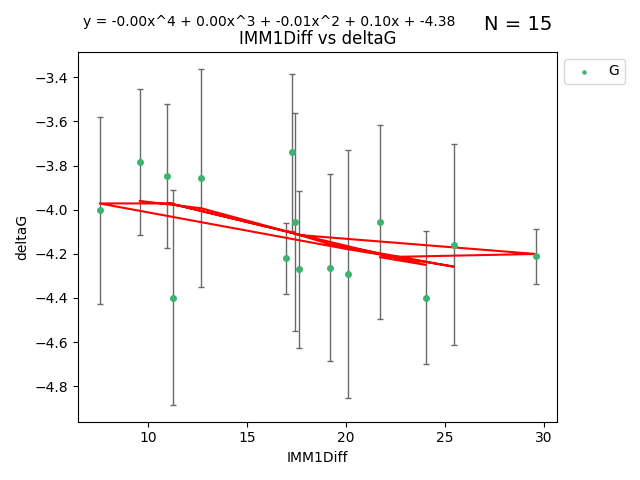 y = -0.00x^4 + 0.00x^3 + -0.01x^2 + 0.10x + -4.38
N = 15
IMM1Diff vs deltaG
G
−3.4
−3.6
−3.8
−4.0
−4.2
−4.4
−4.6
−4.8
deltaG
10 15 20 25 30
IMM1Diff